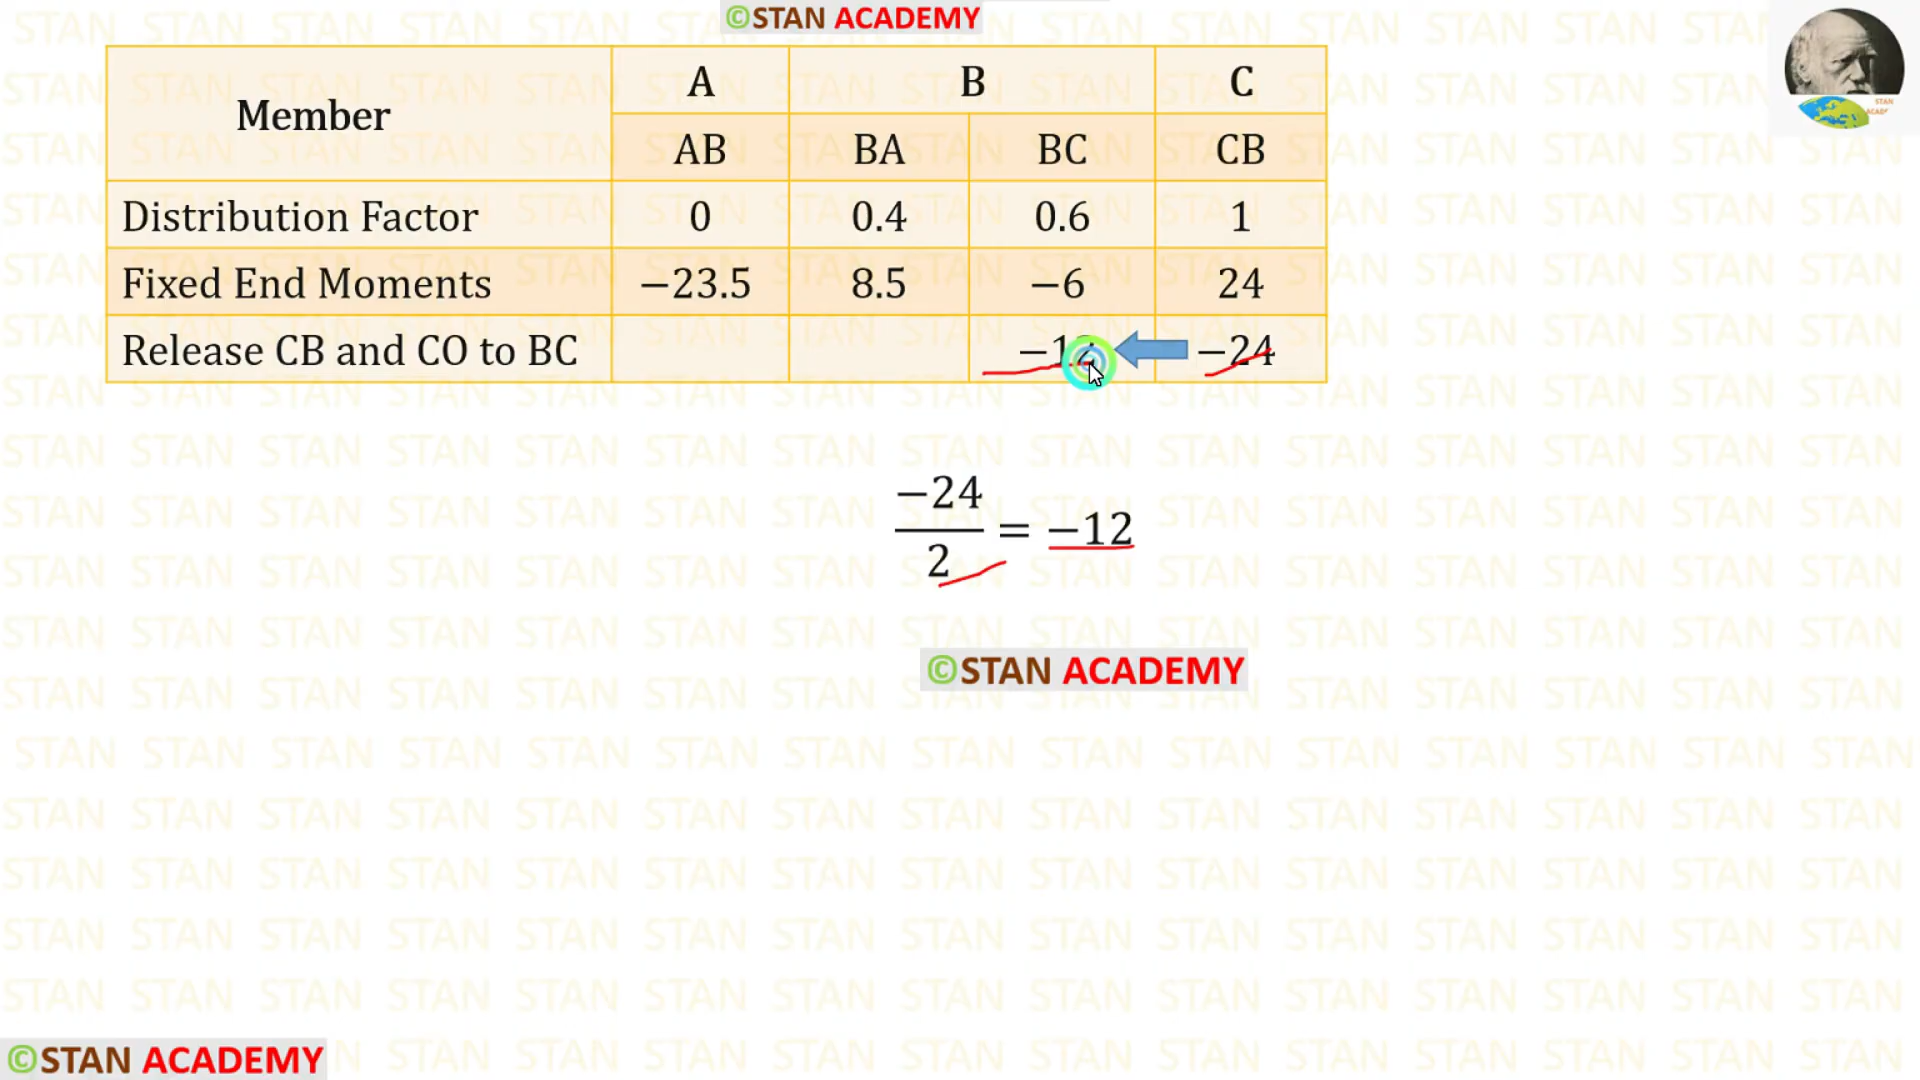 ©STAN ACADEMY
Member A B C
AB BA BC CB
Distribution Factor 0 0.4 0.6 1
Fixed End Moments −23.5 8.5 −6 24
Release CB and CO to BC −12 −24
−24
2
= −12
©STAN ACADEMY
©STAN ACADEMY